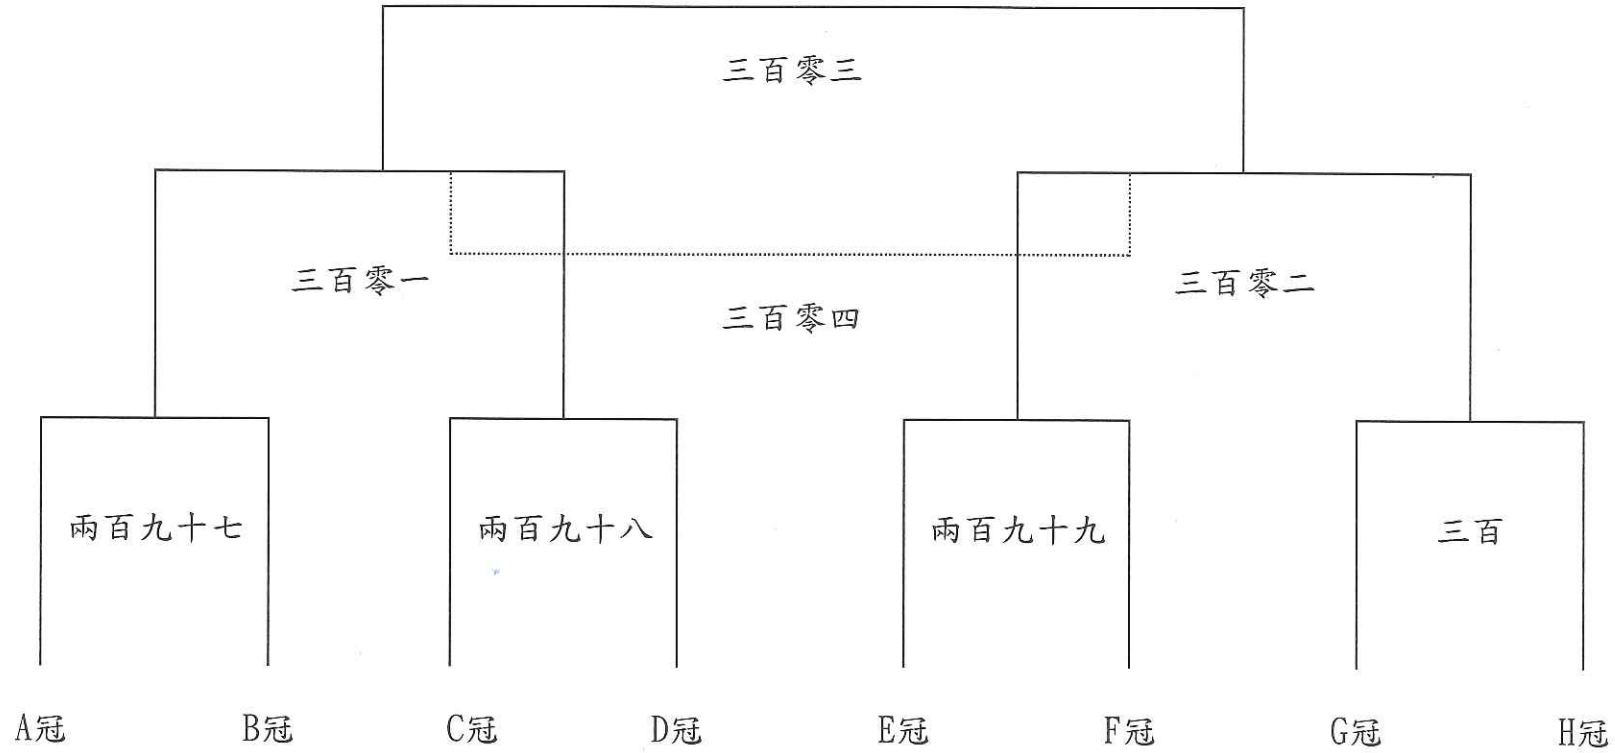 三百零三
三百零一
三百零二
三百零四
兩百九十七
兩百九十八
兩百九十九
三百
A冠
B冠
C冠
D冠
E冠
F冠
G冠
H冠